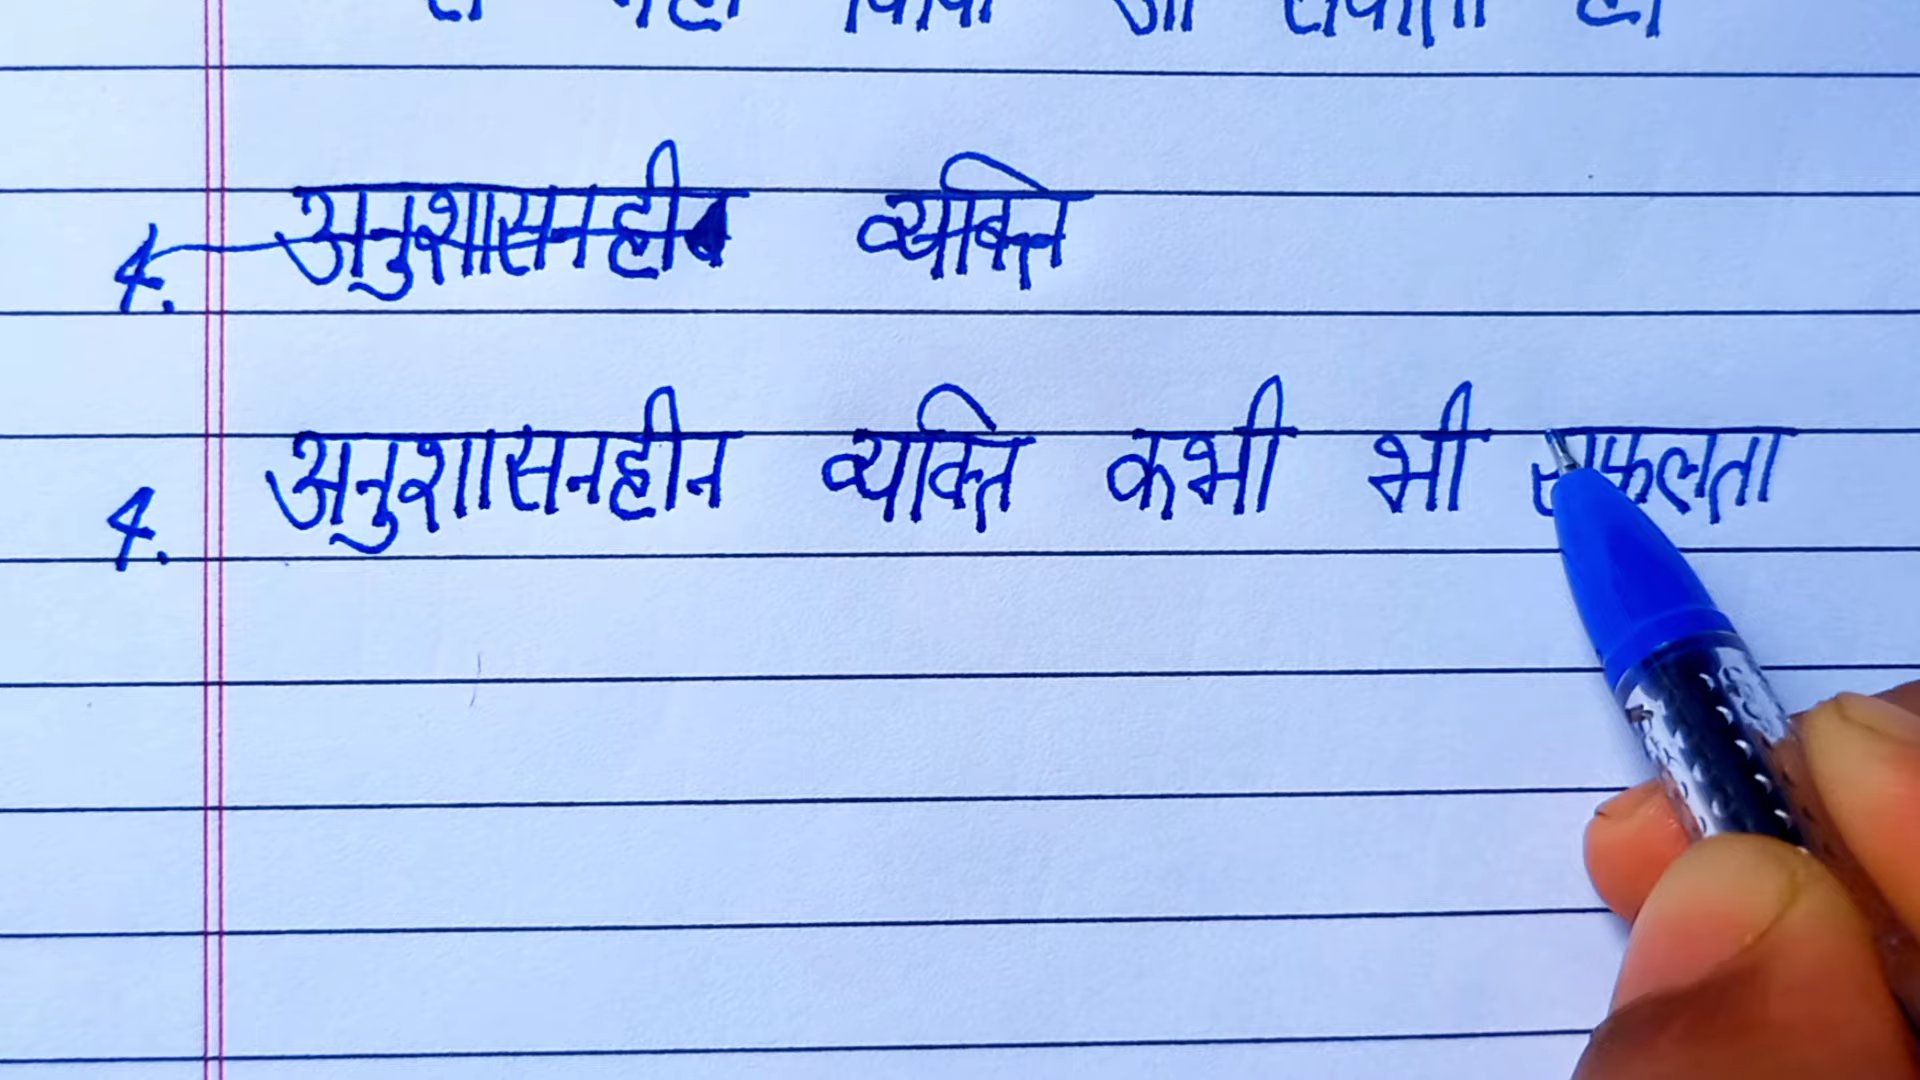 4. अनुशासनहीन व्यक्ति
4. अनुशासनहीन व्यक्ति कभी भी सफलता